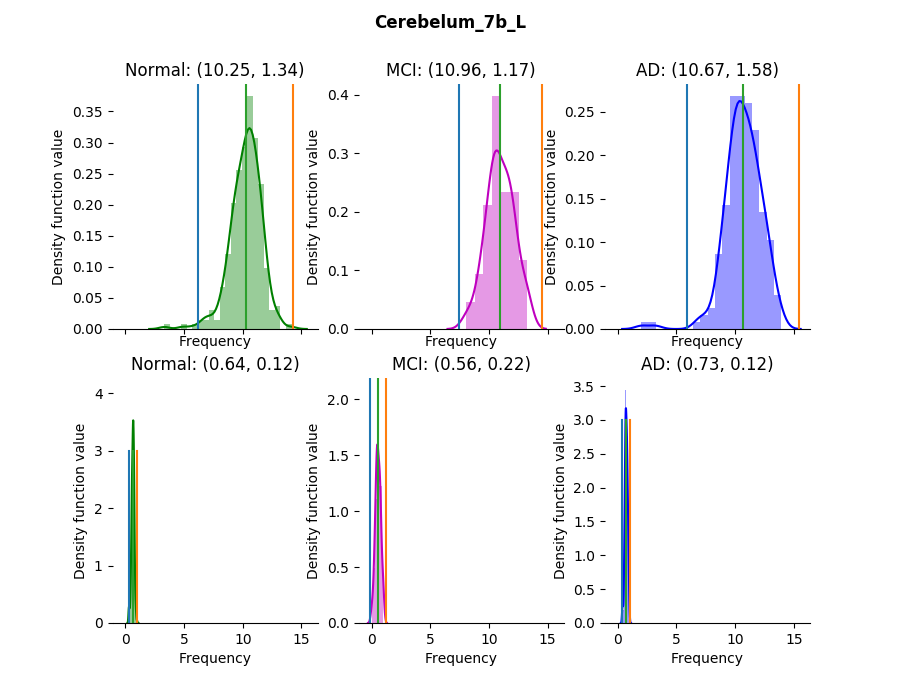 Cerebelum_7b_L
Normal: (10.25, 1.34)
MCI: (10.96, 1.17)
AD: (10.67, 1.58)
Density function value
0.35
0.30
0.25
0.20
0.15
0.10
0.05
0.00
Frequency
Density function value
0.4
0.3
0.2
0.1
0.0
Frequency
Density function value
0.25
0.20
0.15
0.10
0.05
0.00
Frequency
Normal: (0.64, 0.12)
MCI: (0.56, 0.22)
AD: (0.73, 0.12)
Density function value
4
3
2
1
0
0 5 10 15
Frequency
Density function value
2.0
1.5
1.0
0.5
0.0
0 5 10 15
Frequency
Density function value
3.5
3.0
2.5
2.0
1.5
1.0
0.5
0.0
0 5 10 15
Frequency